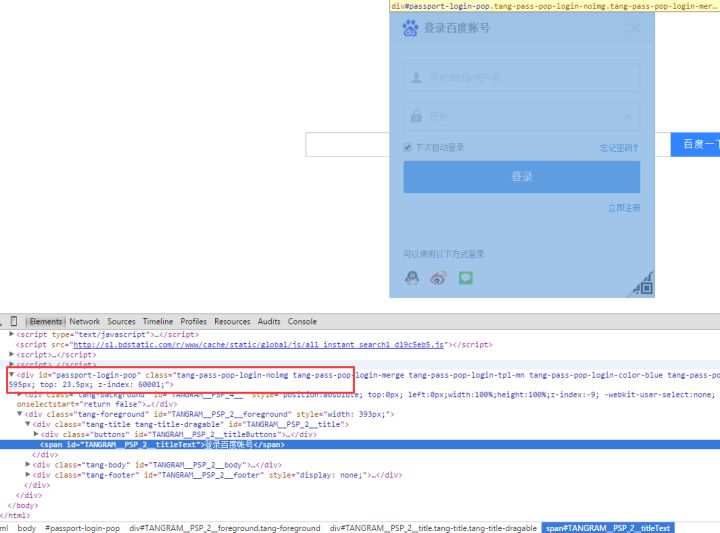 div#passport-login-pop.tang-pass-pop-login-noimg.tang-pass-pop-login-mer...
Bai du 登录百度帐号
手机/邮箱/用户名
密码
下次自动登录 忘记密码?
百度一下
登录
立即注册
可以使用以下方式登录
Elements Network Sources Timeline Profiles Resources Audits Console
<script type="text/javascript">…</script>
<script src="http://s1.bdstatic.com/r/www/cache/static/global/js/all_instant_search1_d19c5eb5.js"></script>
<script>…</script>
<script>…</script>
<div id="passport-login-pop" class="tang-pass-pop-login-noimg tang-pass-pop-login-merge tang-pass-pop-login-tpl-mn tang-pass-pop-login-color-blue tang-pass-po
595px; top: 23.5px; z-index: 60001;">
<div class="tang-background" id="TANGRAM__PSP_4__" style="position:absolute; top:0px; left:0px;width:100%;height:100%;z-index:-9; -webkit-user-select:none;
onselectstart="return false">…</div>
<div class="tang-foreground" id="TANGRAM__PSP_2__foreground" style="width: 393px;">
<div class="tang-title tang-title-dragable" id="TANGRAM__PSP_2__title">
<div class="buttons" id="TANGRAM__PSP_2__titleButtons">…</div>
<span id="TANGRAM__PSP_2__titleText">登录百度帐号</span>
</div>
<div class="tang-body" id="TANGRAM__PSP_2__body">…</div>
<div class="tang-footer" id="TANGRAM__PSP_2__footer" style="display: none;">…</div>
</div>
</div>
</body>
</html>
ml body #passport-login-pop div#TANGRAM__PSP_2__foreground.tang-foreground div#TANGRAM__PSP_2__title.tang-title.tang-title-dragable span#TANGRAM__PSP_2__titleText